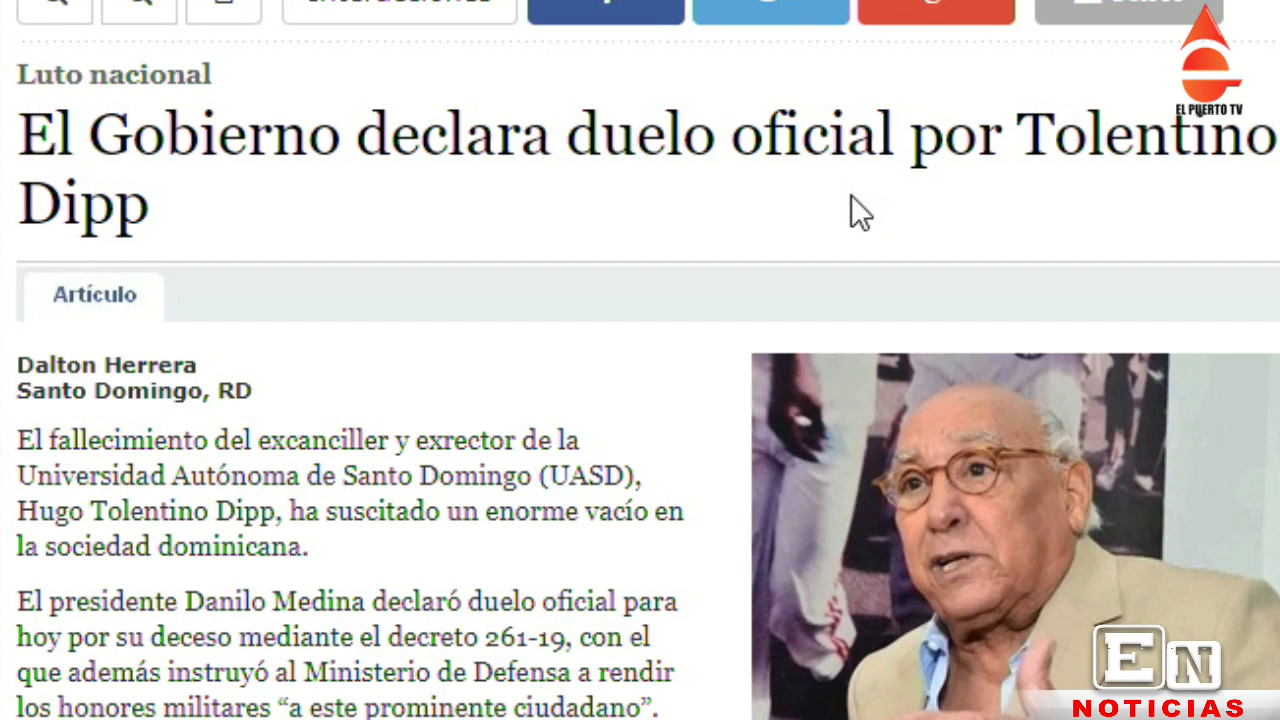 Luto nacional
EL PUERTO TV
El Gobierno declara duelo oficial por Tolentino
Dipp
Artículo
Dalton Herrera
Santo Domingo, RD
El fallecimiento del excanciller y exrector de la
Universidad Autónoma de Santo Domingo (UASD),
Hugo Tolentino Dipp, ha suscitado un enorme vacío en
la sociedad dominicana.
El presidente Danilo Medina declaró duelo oficial para
hoy por su deceso mediante el decreto 261-19, con el
que además instruyó al Ministerio de Defensa a rendir
los honores militares “a este prominente ciudadano”.
EN
NOTICIAS